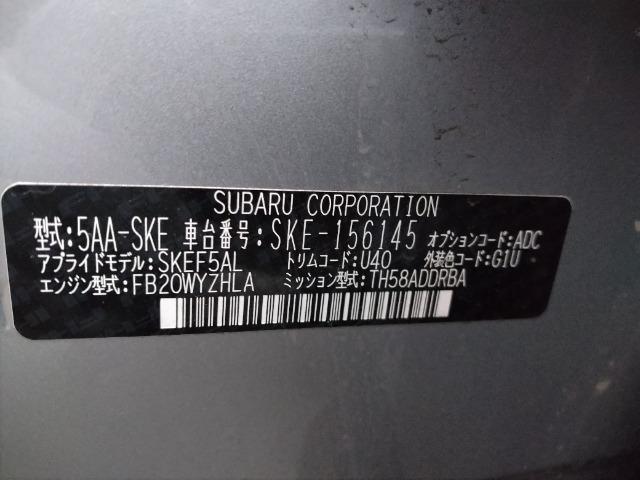 SUBARU CORPORATION
型式:5AA-SKE 車台番号:SKE-156145 オプションコード:ADC
アプライドモデル:SKEF5AL トリムコード:U40 外装色コード:G1U
エンジン型式:FB20WYZHLA ミッション型式:TH58ADDRBA